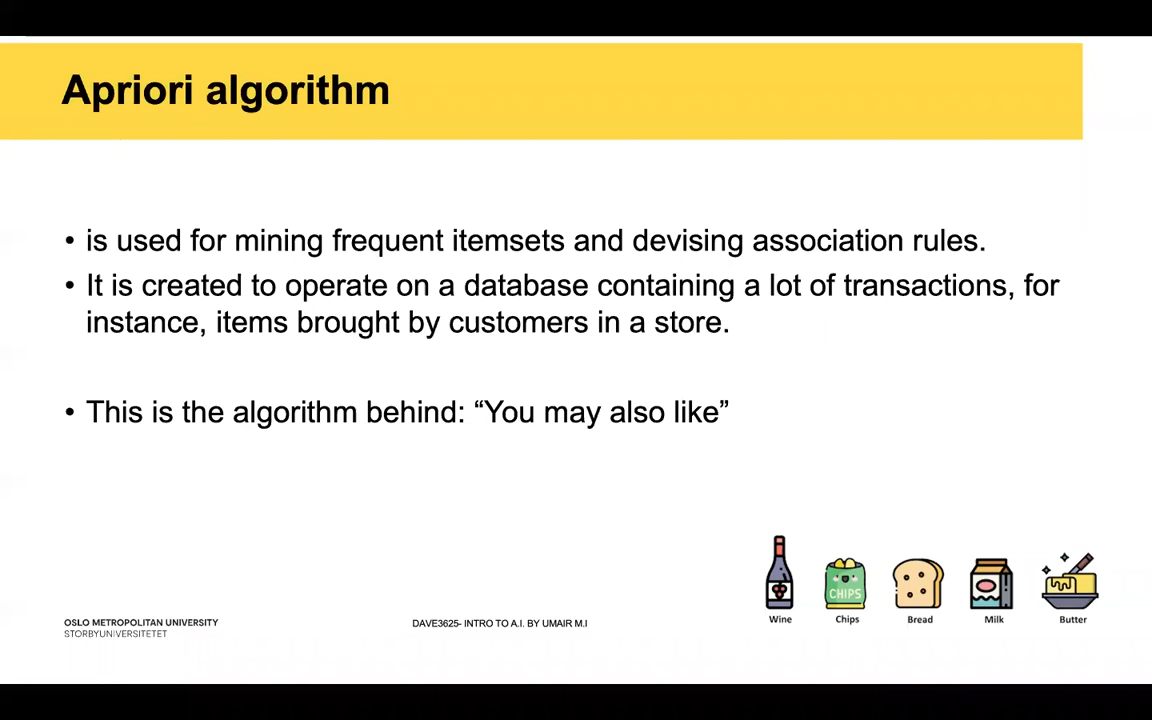 Apriori algorithm
• is used for mining frequent itemsets and devising association rules.
• It is created to operate on a database containing a lot of transactions, for
instance, items brought by customers in a store.
• This is the algorithm behind: “You may also like”
CHIPS
Wine
Chips
Bread
Milk
Butter
OSLO METROPOLITAN UNIVERSITY
STORBYUNIVERSITETET
DAVE3625- INTRO TO A.I. BY UMAIR M.I